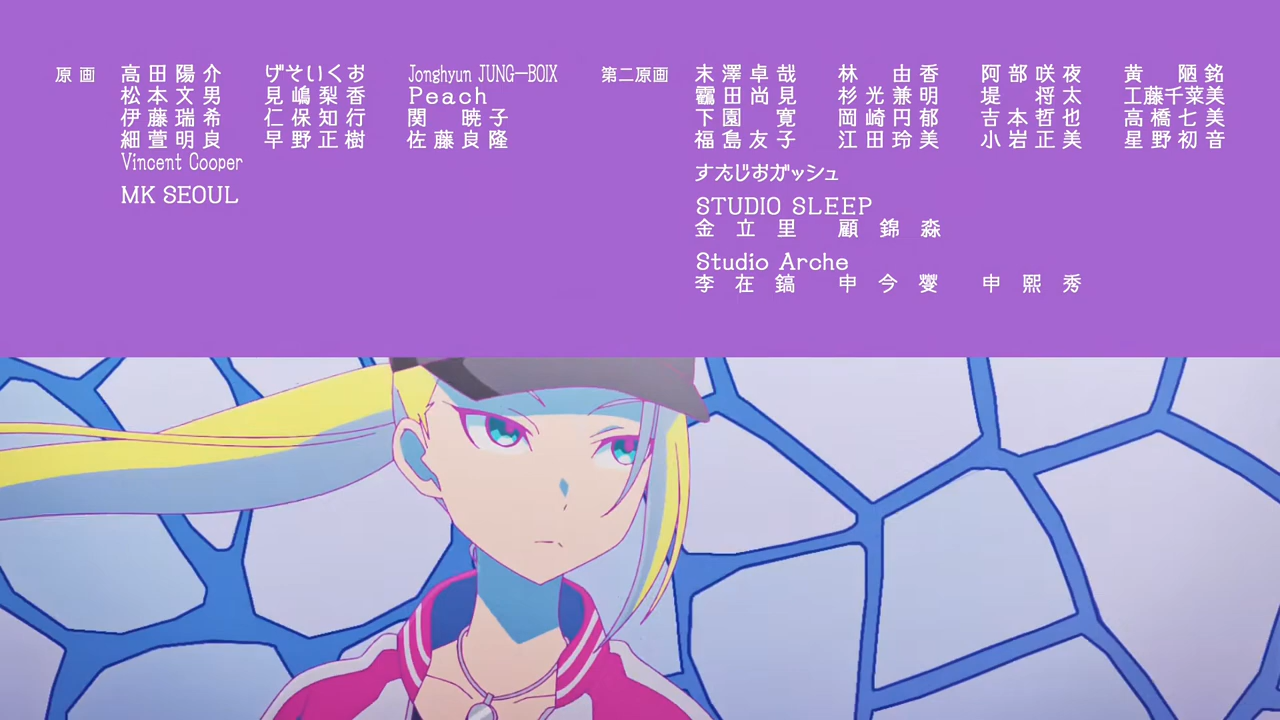 原画
高田陽介 げそいくお Jonghyun JUNG−BOIX
松本文男 見嶋梨香 Peach
伊藤瑞希 仁保知行 関 暁子
細萱明良 早野正樹 佐藤良隆
Vincent Cooper
MK SEOUL
第二原画
末澤卓哉 林 由香 阿部咲夜 黄 陋銘
靏田尚見 杉光兼明 堤 将太 工藤千菜美
下園 寛 岡崎円郁 吉本哲也 高橋七美
福島友子 江田玲美 小岩正美 星野初音
すたじおガッシュ
STUDIO SLEEP
金立里 顧錦淼
Studio Arche
李在鎬 申今 申熙秀